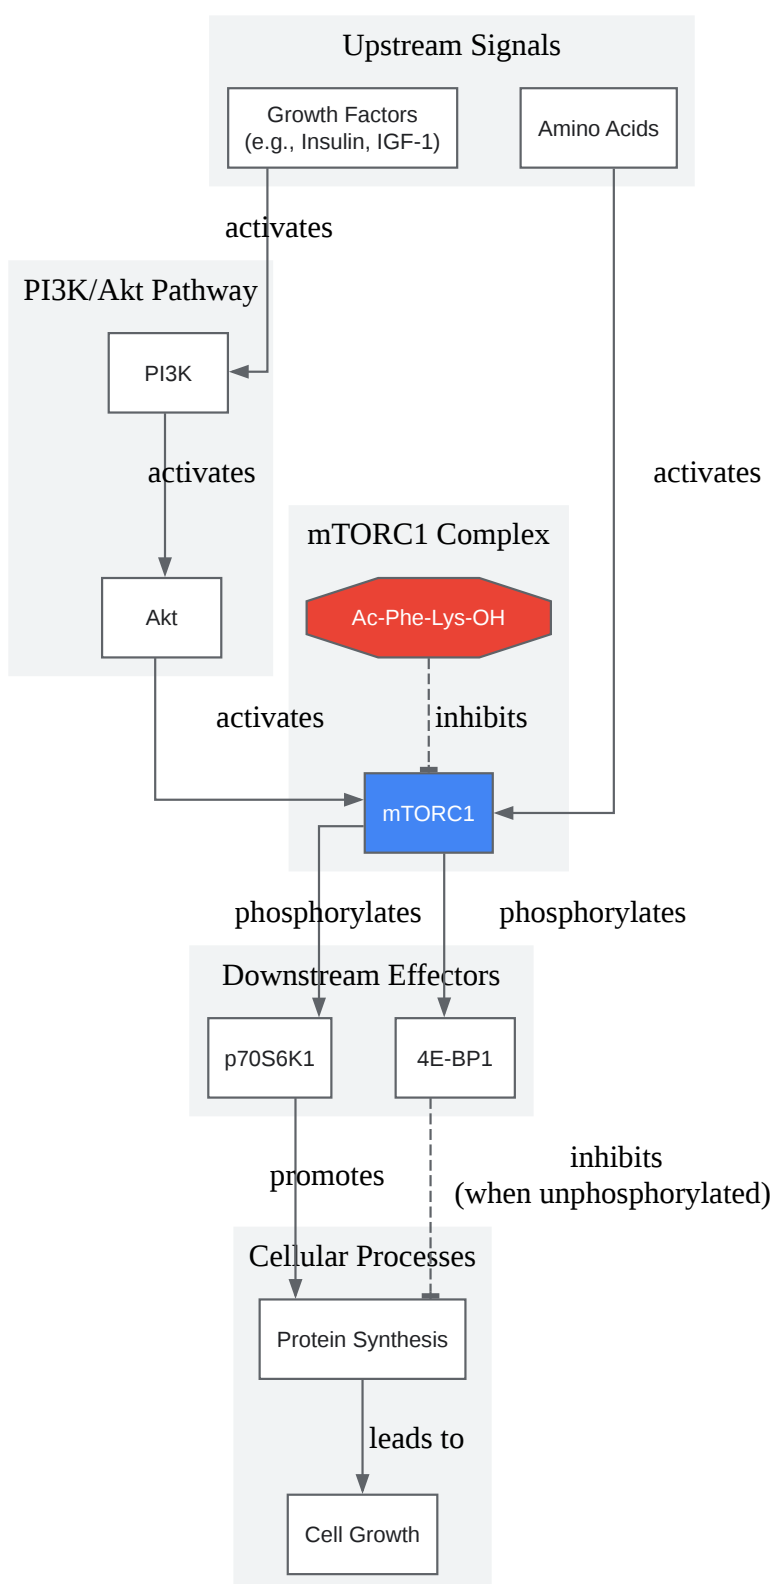 Upstream Signals
Growth Factors
(e.g., Insulin, IGF-1)
Amino Acids
activates
PI3K/Akt Pathway
PI3K
activates
activates
mTORC1 Complex
Ac-Phe-Lys-OH
Akt
activates
inhibits
mTORC1
phosphorylates
phosphorylates
Downstream Effectors
p70S6K1
4E-BP1
promotes
inhibits
(when unphosphorylated)
Cellular Processes
Protein Synthesis
leads to
Cell Growth